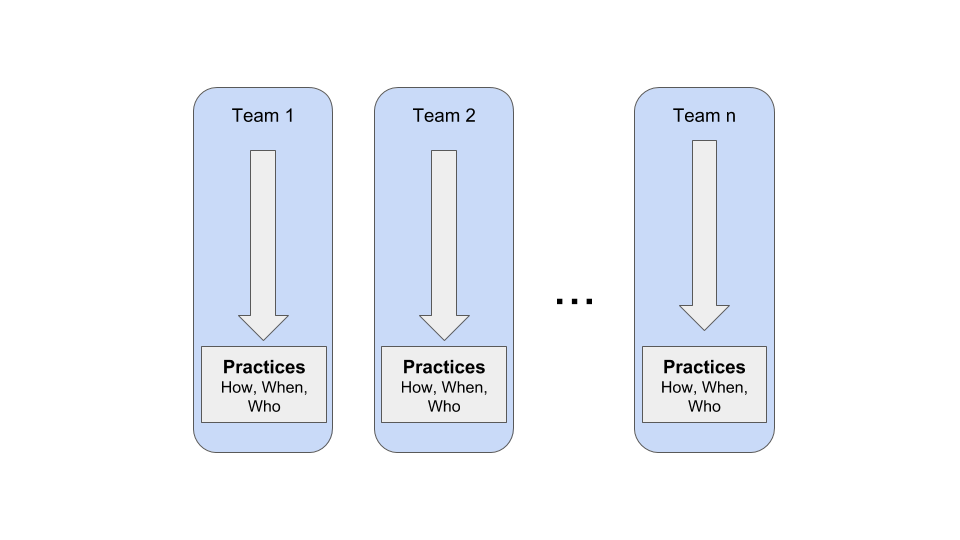 Team 1
Team 2
Team n
...
Practices
How, When,
Who
Practices
How, When,
Who
Practices
How, When,
Who